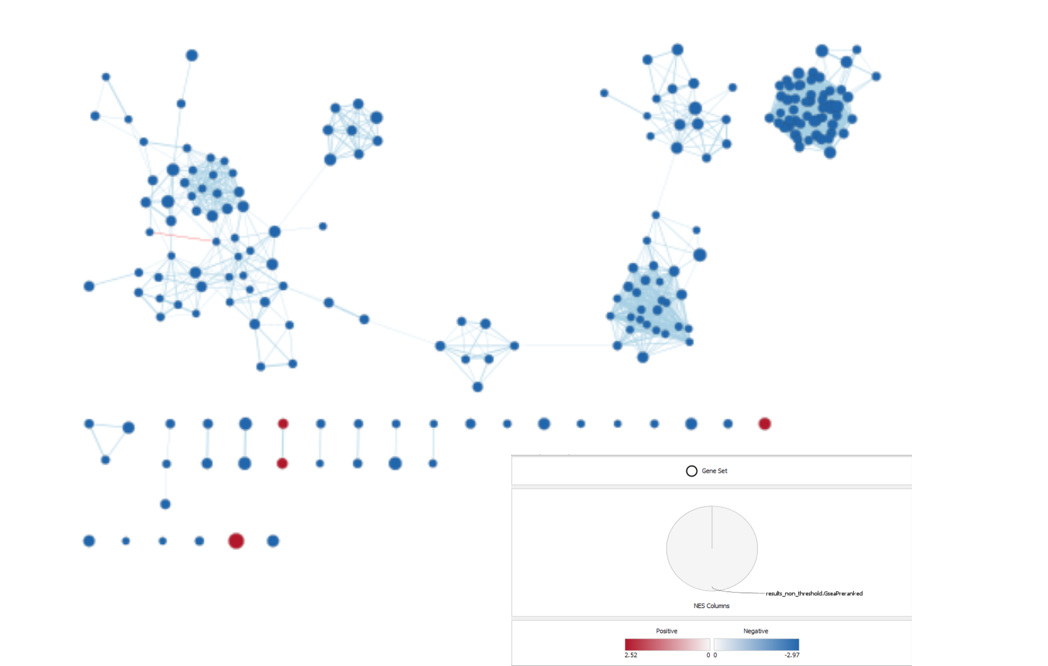 Gene Set
results_non_threshold.GseaPreranked
NES Columns
Positive Negative
2.52 0 0 -2.97